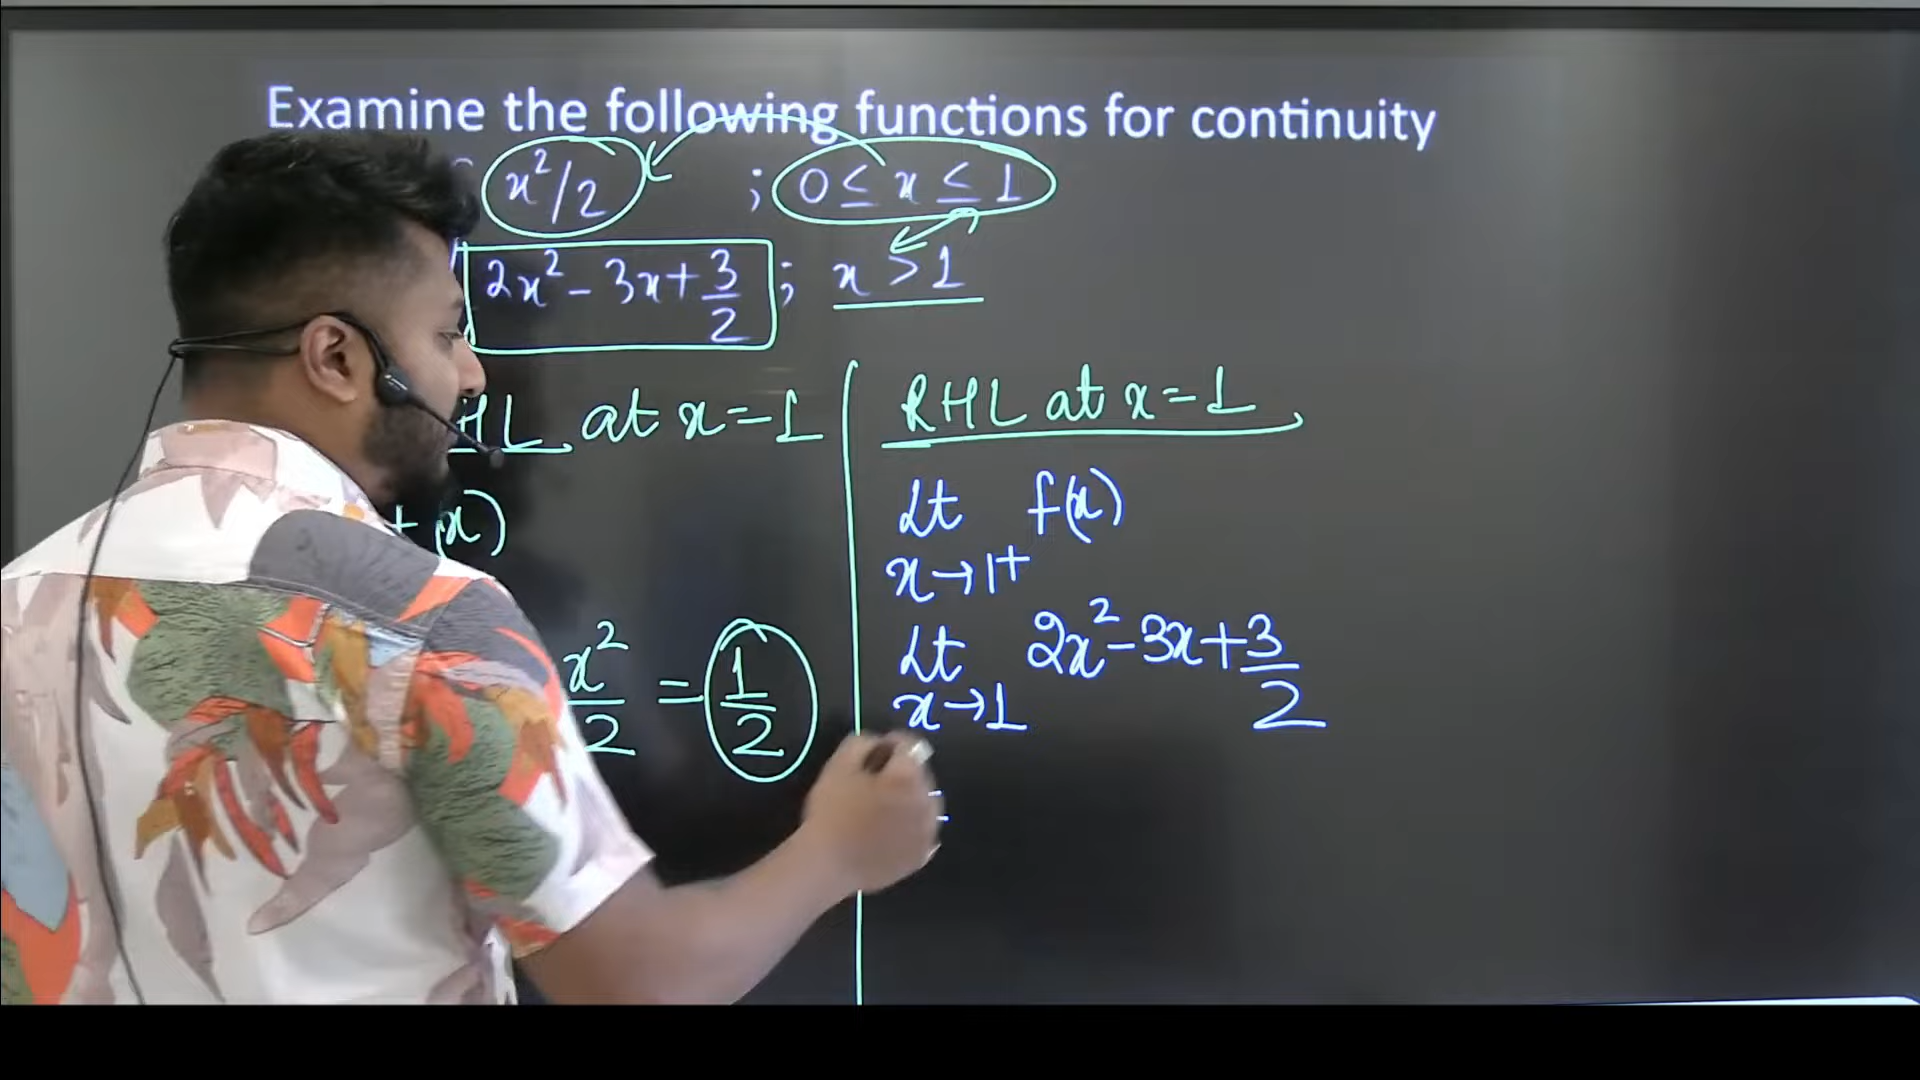 Examine the following functions for continuity
x²/2 ; 0 ≤ x ≤ 1
2x² - 3x + 3/2 ; x > 1
HL at x = 1
(x)
x²/2 = 1/2
RHL at x = 1
Lt f(x)
x→1+
Lt 2x² - 3x + 3/2
x→1
=